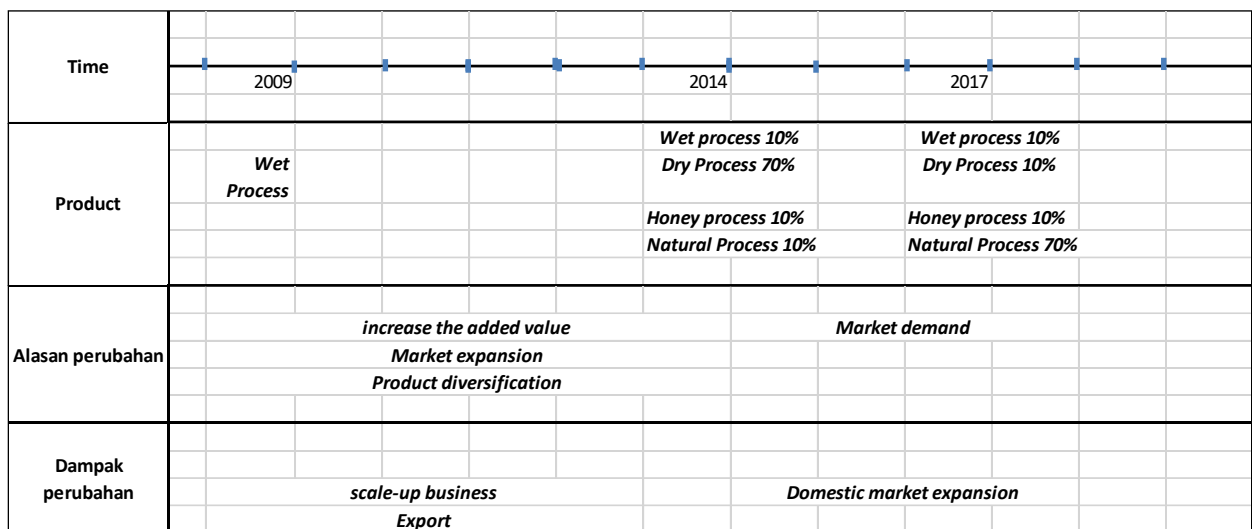 Time
2009 2014 2017
Product
Wet
Process
Wet process 10%
Dry Process 70%
Honey process 10%
Natural Process 10%
Wet process 10%
Dry Process 10%
Honey process 10%
Natural Process 70%
Alasan perubahan
increase the added value
Market expansion
Product diversification
Market demand
Dampak
perubahan
scale-up business
Export
Domestic market expansion